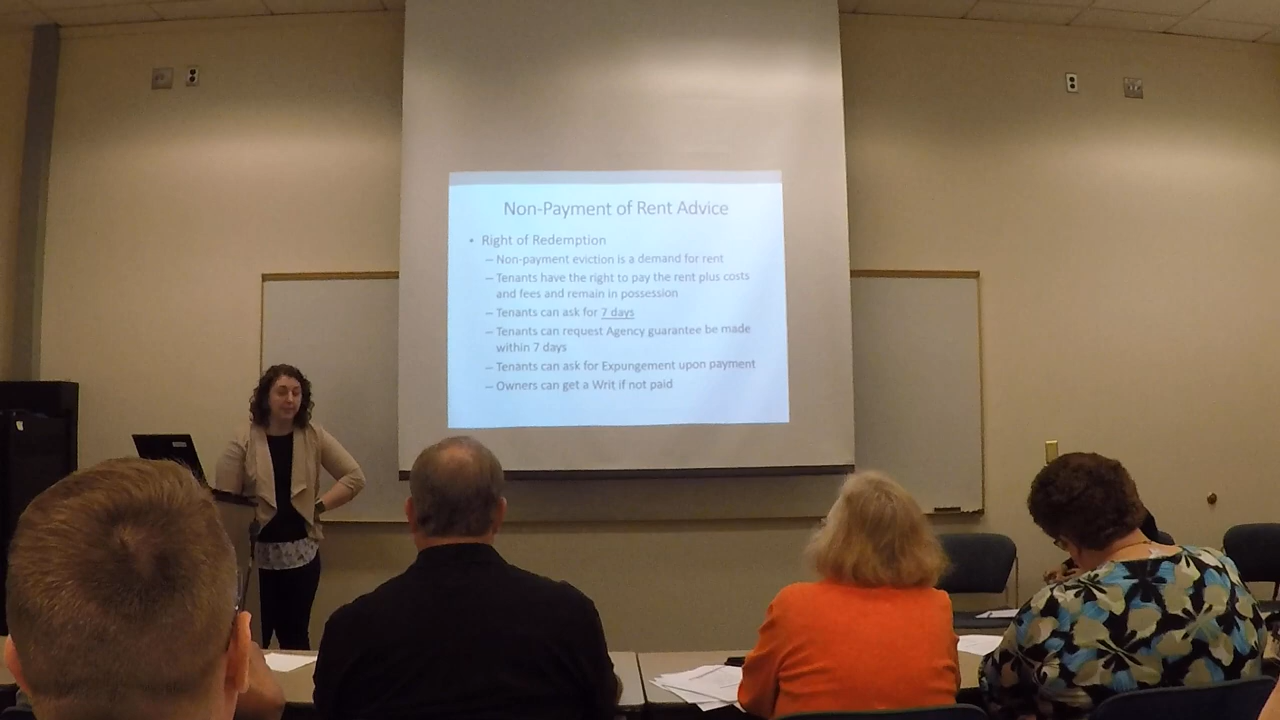 Non-Payment of Rent Advice
• Right of Redemption
– Non-payment eviction is a demand for rent
– Tenants have the right to pay the rent plus costs
and fees and remain in possession
– Tenants can ask for 7 days
– Tenants can request Agency guarantee be made
within 7 days
– Tenants can ask for Expungement upon payment
– Owners can get a Writ if not paid